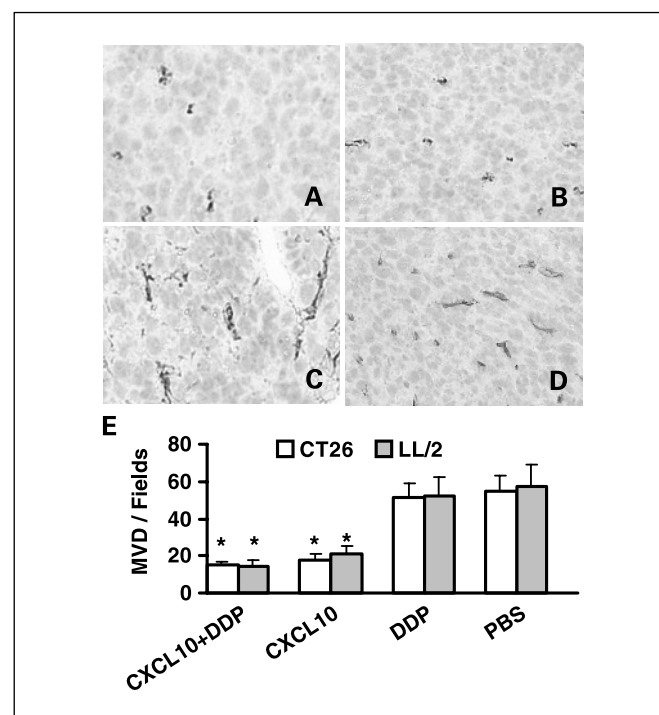 A
B
C
D
E
80
60
40
20
0
MVD / Fields
CT26 LL/2
* * * *
CXCL10+DDP
CXCL10
DDP
PBS